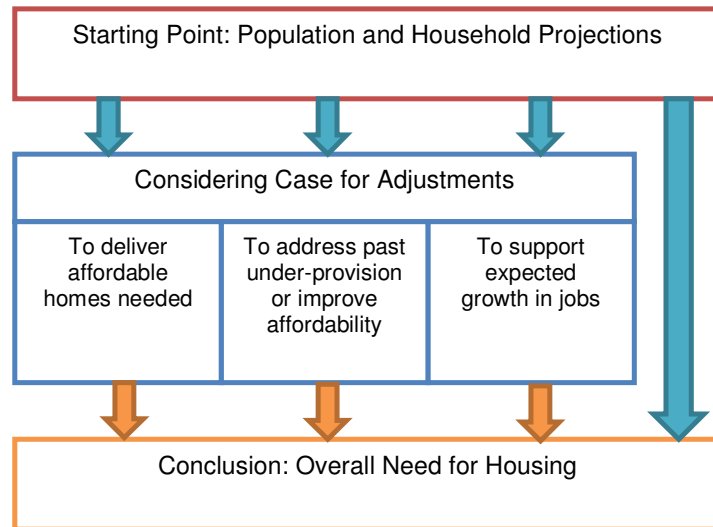 Starting Point: Population and Household Projections
Considering Case for Adjustments
To deliver
affordable
homes needed
To address past
under-provision
or improve
affordability
To support
expected
growth in jobs
Conclusion: Overall Need for Housing